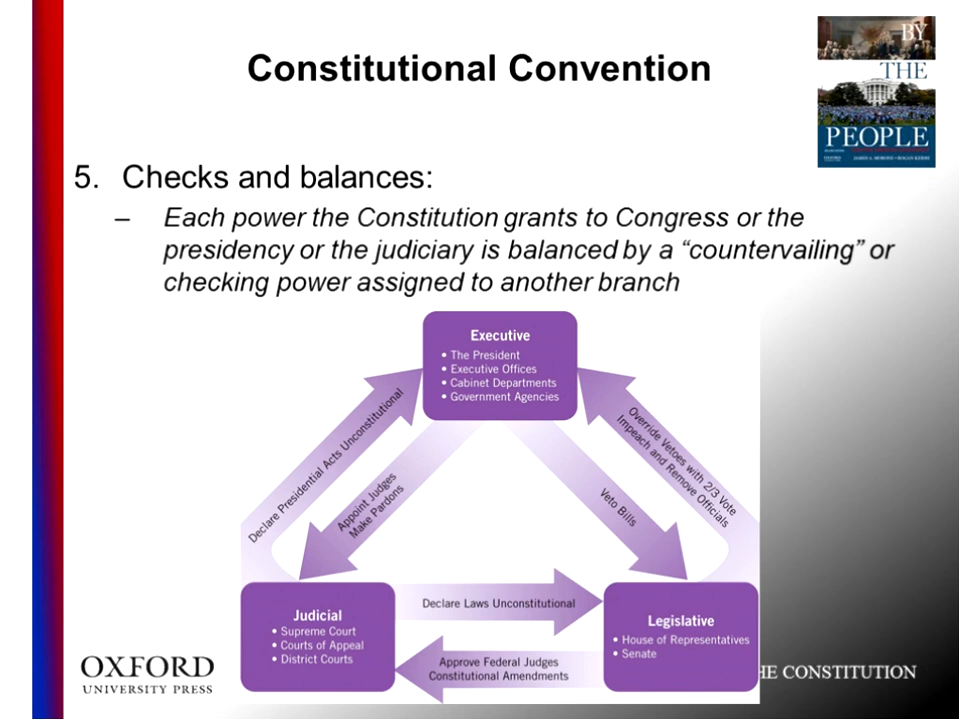 Constitutional Convention
BY
THE
PEOPLE
5. Checks and balances:
– Each power the Constitution grants to Congress or the
presidency or the judiciary is balanced by a “countervailing” or
checking power assigned to another branch
Executive
• The President
• Executive Offices
• Cabinet Departments
• Government Agencies
Declare Presidential Acts Unconstitutional
Appoint Judges
Make Pardons
Veto Bills
Override Vetoes with 2/3 Vote
Impeach and Remove Officials
Judicial
• Supreme Court
• Courts of Appeal
• District Courts
Declare Laws Unconstitutional
Approve Federal Judges
Constitutional Amendments
Legislative
• House of Representatives
• Senate
OXFORD
UNIVERSITY PRESS
HE CONSTITUTION